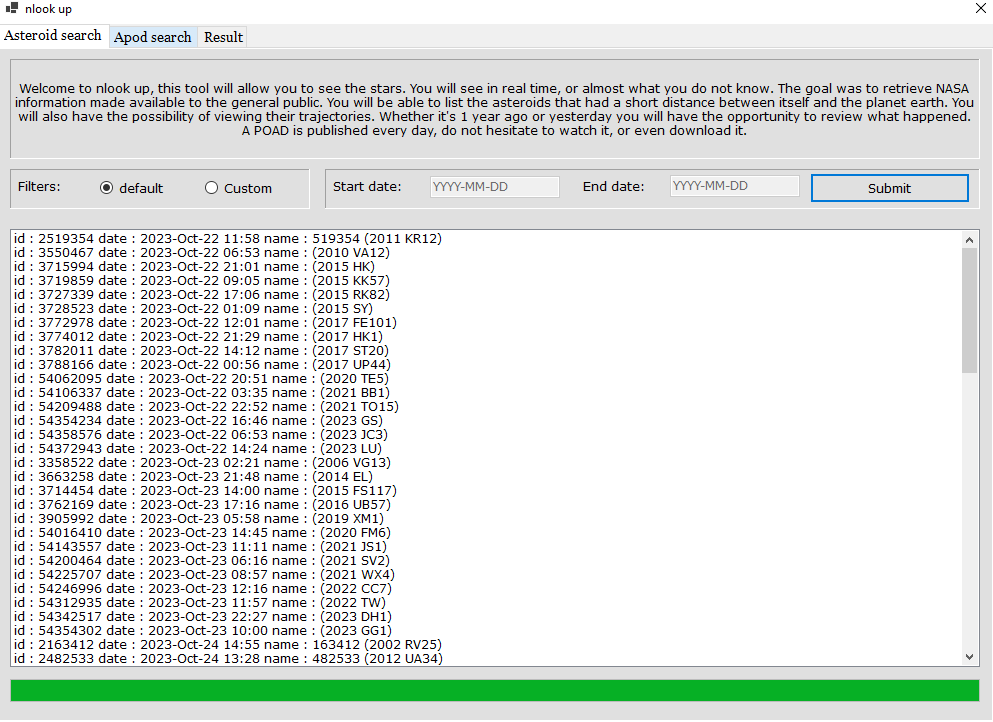 nlook up
Asteroid search Apod search Result
Welcome to nlook up, this tool will allow you to see the stars. You will see in real time, or almost what you do not know. The goal was to retrieve NASA
information made available to the general public. You will be able to list the asteroids that had a short distance between itself and the planet earth. You
will also have the possibility of viewing their trajectories. Whether it's 1 year ago or yesterday you will have the opportunity to review what happened.
A POAD is published every day, do not hesitate to watch it, or even download it.
Filters: default Custom Start date: YYYY-MM-DD End date: YYYY-MM-DD Submit
id : 2519354 date : 2023-Oct-22 11:58 name : 519354 (2011 KR12)
id : 3550467 date : 2023-Oct-22 06:53 name : (2010 VA12)
id : 3715994 date : 2023-Oct-22 21:01 name : (2015 HK)
id : 3719859 date : 2023-Oct-22 09:05 name : (2015 KK57)
id : 3727339 date : 2023-Oct-22 17:06 name : (2015 RK82)
id : 3728523 date : 2023-Oct-22 01:09 name : (2015 SY)
id : 3772978 date : 2023-Oct-22 12:01 name : (2017 FE101)
id : 3774012 date : 2023-Oct-22 21:29 name : (2017 HK1)
id : 3782011 date : 2023-Oct-22 14:12 name : (2017 ST20)
id : 3788166 date : 2023-Oct-22 00:56 name : (2017 UP44)
id : 54062095 date : 2023-Oct-22 20:51 name : (2020 TE5)
id : 54106337 date : 2023-Oct-22 03:35 name : (2021 BB1)
id : 54209488 date : 2023-Oct-22 22:52 name : (2021 TO15)
id : 54354234 date : 2023-Oct-22 16:46 name : (2023 GS)
id : 54358576 date : 2023-Oct-22 06:53 name : (2023 JC3)
id : 54372943 date : 2023-Oct-22 14:24 name : (2023 LU)
id : 3358522 date : 2023-Oct-23 02:21 name : (2006 VG13)
id : 3663258 date : 2023-Oct-23 21:48 name : (2014 EL)
id : 3714454 date : 2023-Oct-23 14:00 name : (2015 FS117)
id : 3762169 date : 2023-Oct-23 17:16 name : (2016 UB57)
id : 3905992 date : 2023-Oct-23 05:58 name : (2019 XM1)
id : 54016410 date : 2023-Oct-23 14:45 name : (2020 FM6)
id : 54143557 date : 2023-Oct-23 11:11 name : (2021 JS1)
id : 54200464 date : 2023-Oct-23 06:16 name : (2021 SV2)
id : 54225707 date : 2023-Oct-23 08:57 name : (2021 WX4)
id : 54246996 date : 2023-Oct-23 12:16 name : (2022 CC7)
id : 54312935 date : 2023-Oct-23 11:57 name : (2022 TW)
id : 54342517 date : 2023-Oct-23 22:27 name : (2023 DH1)
id : 54354302 date : 2023-Oct-23 10:00 name : (2023 GG1)
id : 2163412 date : 2023-Oct-24 14:55 name : 163412 (2002 RV25)
id : 2482533 date : 2023-Oct-24 13:28 name : 482533 (2012 UA34)